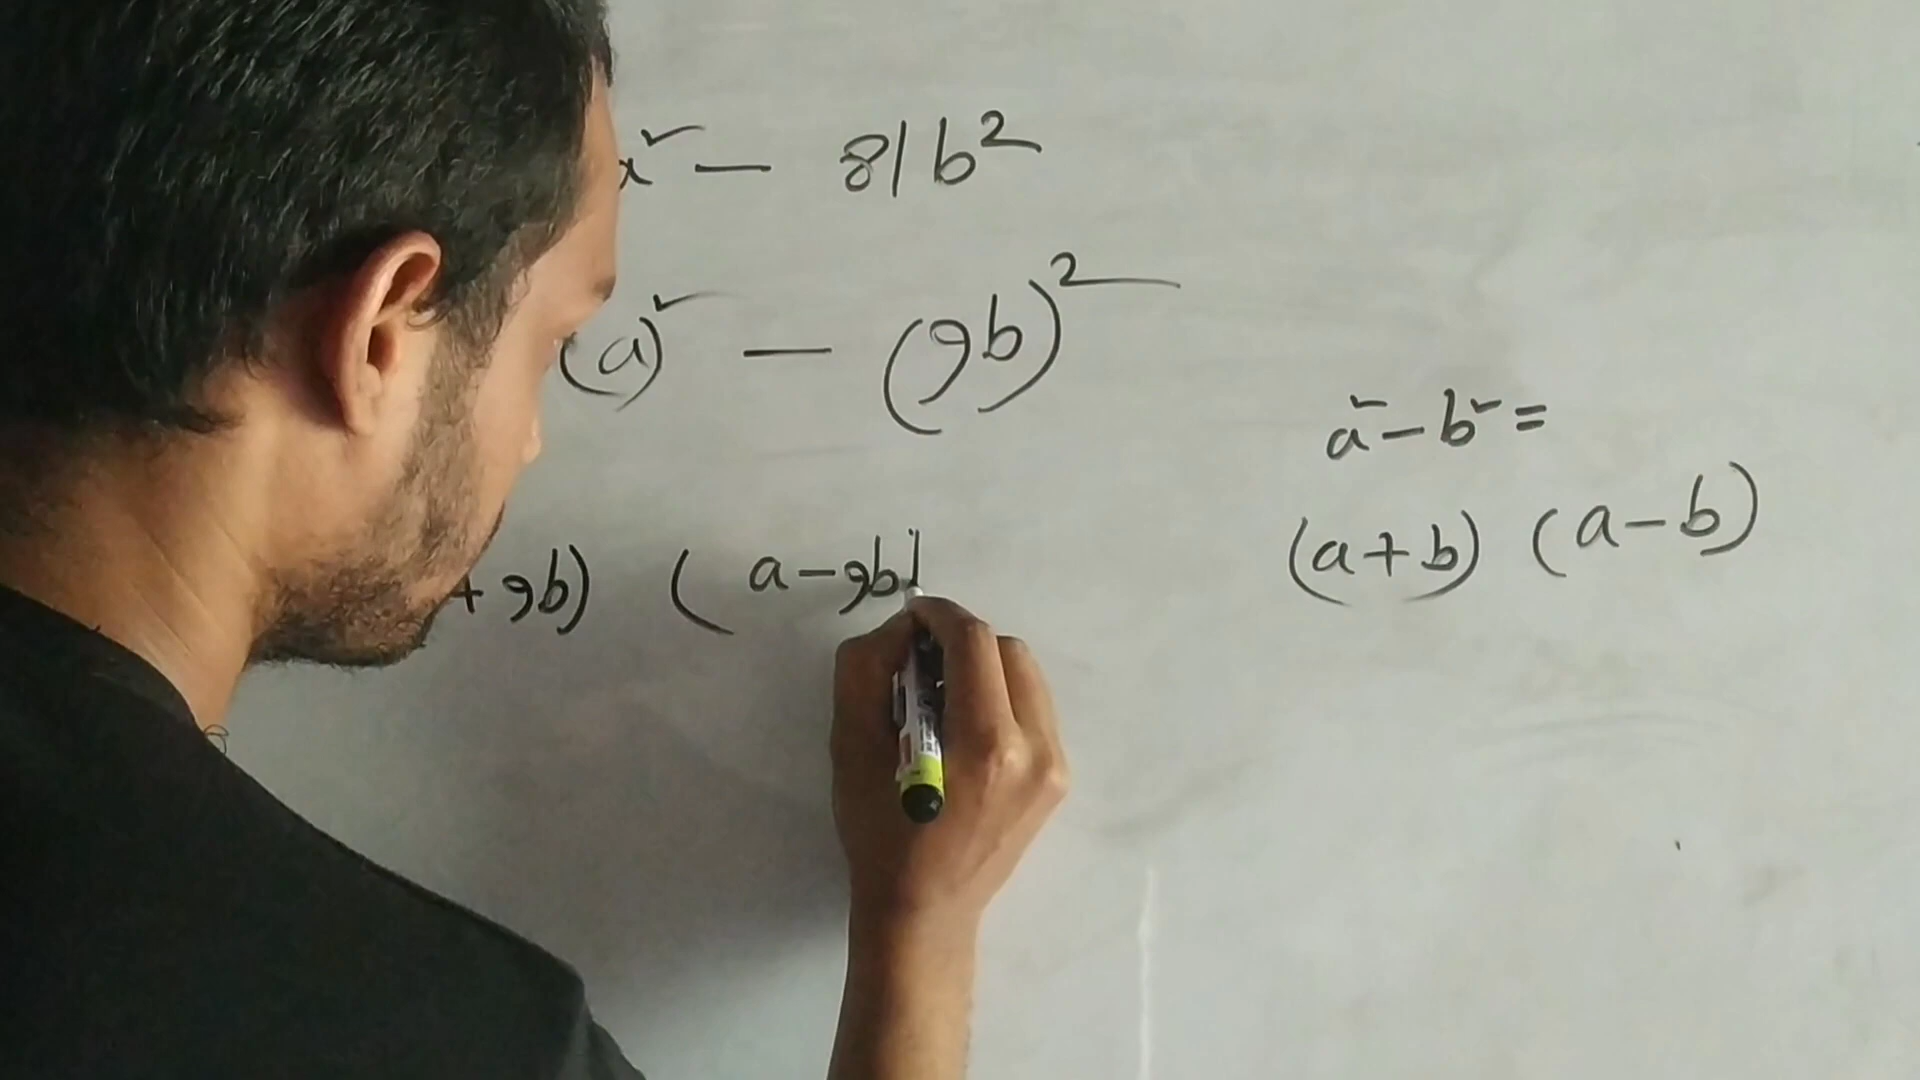 a² - 81b²
(a)² - (9b)²
+ 9b) (a - 9b)
a² - b² =
(a + b) (a - b)